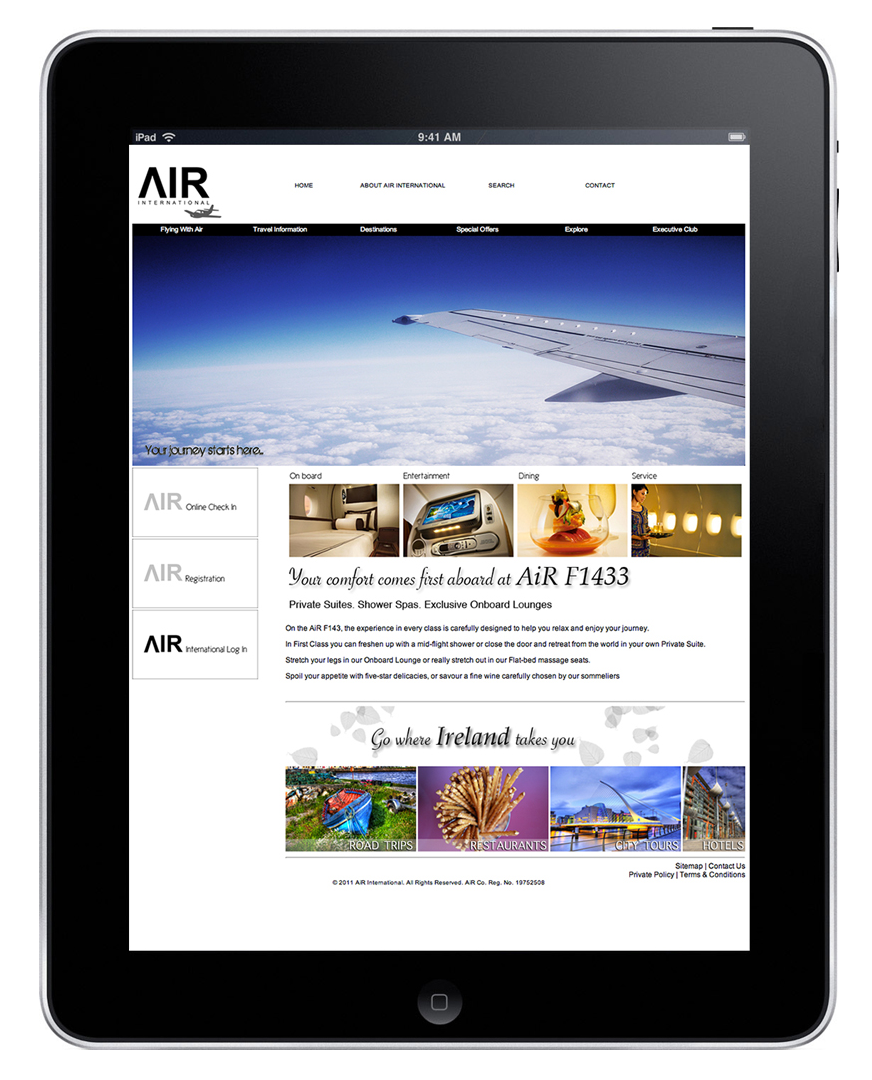 iPad
9:41 AM
AIR
INTERNATIONAL
HOME
ABOUT AIR INTERNATIONAL
SEARCH
CONTACT
Flying With Air
Travel Information
Destinations
Special Offers
Explore
Executive Club
Your journey starts here...
AIR Online Check In
AIR Registration
AIR International Log In
On board
Entertainment
Dining
Service
Your comfort comes first aboard at AiR F1433
Private Suites. Shower Spas. Exclusive Onboard Lounges
On the AiR F143, the experience in every class is carefully designed to help you relax and enjoy your journey.
In First Class you can freshen up with a mid-flight shower or close the door and retreat from the world in your own Private Suite.
Stretch your legs in our Onboard Lounge or really stretch out in our Flat-bed massage seats.
Spoil your appetite with five-star delicacies, or savour a fine wine carefully chosen by our sommeliers
Go where Ireland takes you
ROAD TRIPS
RESTAURANTS
CITY TOURS
HOTELS
Sitemap | Contact Us
Private Policy | Terms & Conditions
© 2011 AiR International. All Rights Reserved. AiR Co. Reg. No. 19752508